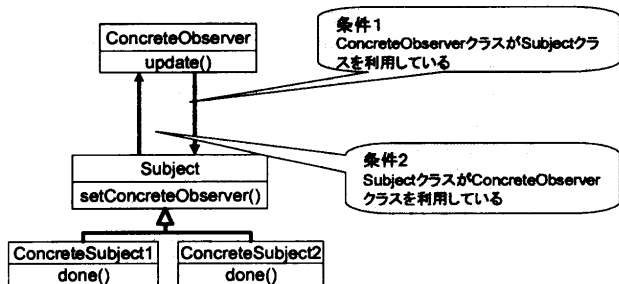 ConcreteObserver
update()
条件1
ConcreteObserverクラスがSubjectクラ
スを利用している
Subject
setConcreteObserver()
条件2
SubjectクラスがConcreteObserver
クラスを利用している
ConcreteSubject1
done()
ConcreteSubject2
done()